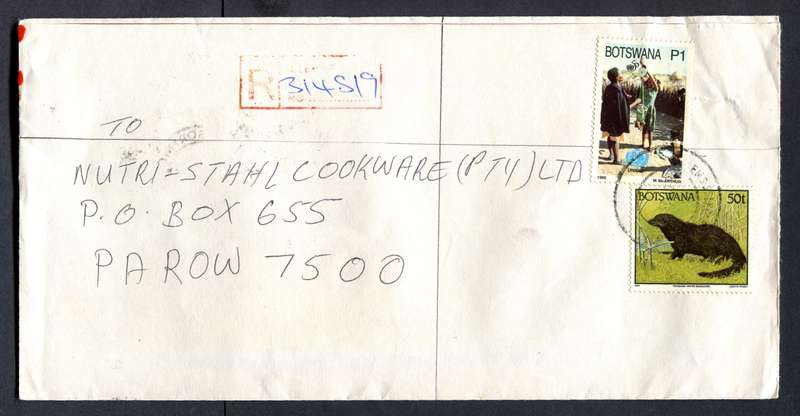 BOTSWANA P1
R 314519
TO
NUTRI=STAHL COOKWARE (PTY) LTD
P.O. BOX 655
PAROW 7500
BOTSWANA 50t